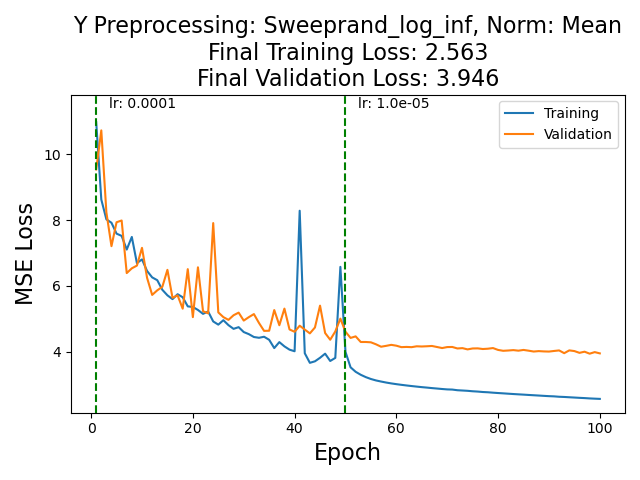 Y Preprocessing: Sweeprand_log_inf, Norm: Mean
Final Training Loss: 2.563
Final Validation Loss: 3.946
lr: 0.0001
lr: 1.0e-05
Training
Validation
MSE Loss
10
8
6
4
0
20
40
60
80
100
Epoch